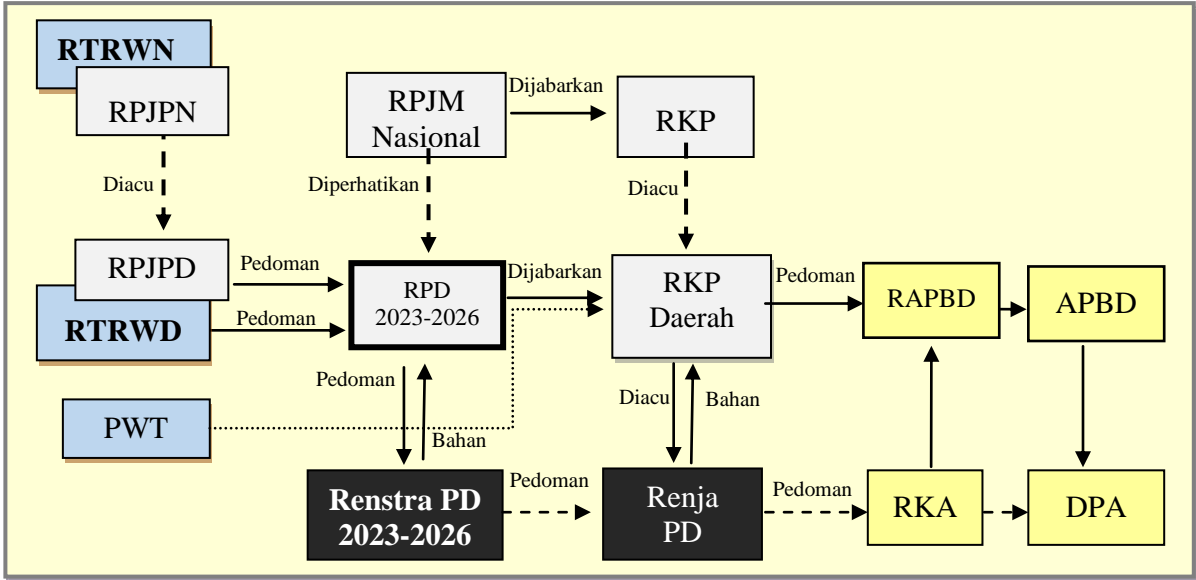 RTRWN
RPJPN
RPJM
Nasional
Dijabarkan
RKP
Diacu
Diperhatikan
Diacu
RPJPD
Pedoman
RPD
2023-2026
Dijabarkan
RKP
Daerah
Pedoman
RAPBD
APBD
RTRWD
Pedoman
Pedoman
Diacu
Bahan
PWT
Bahan
Renstra PD
2023-2026
Pedoman
Renja
PD
Pedoman
RKA
DPA